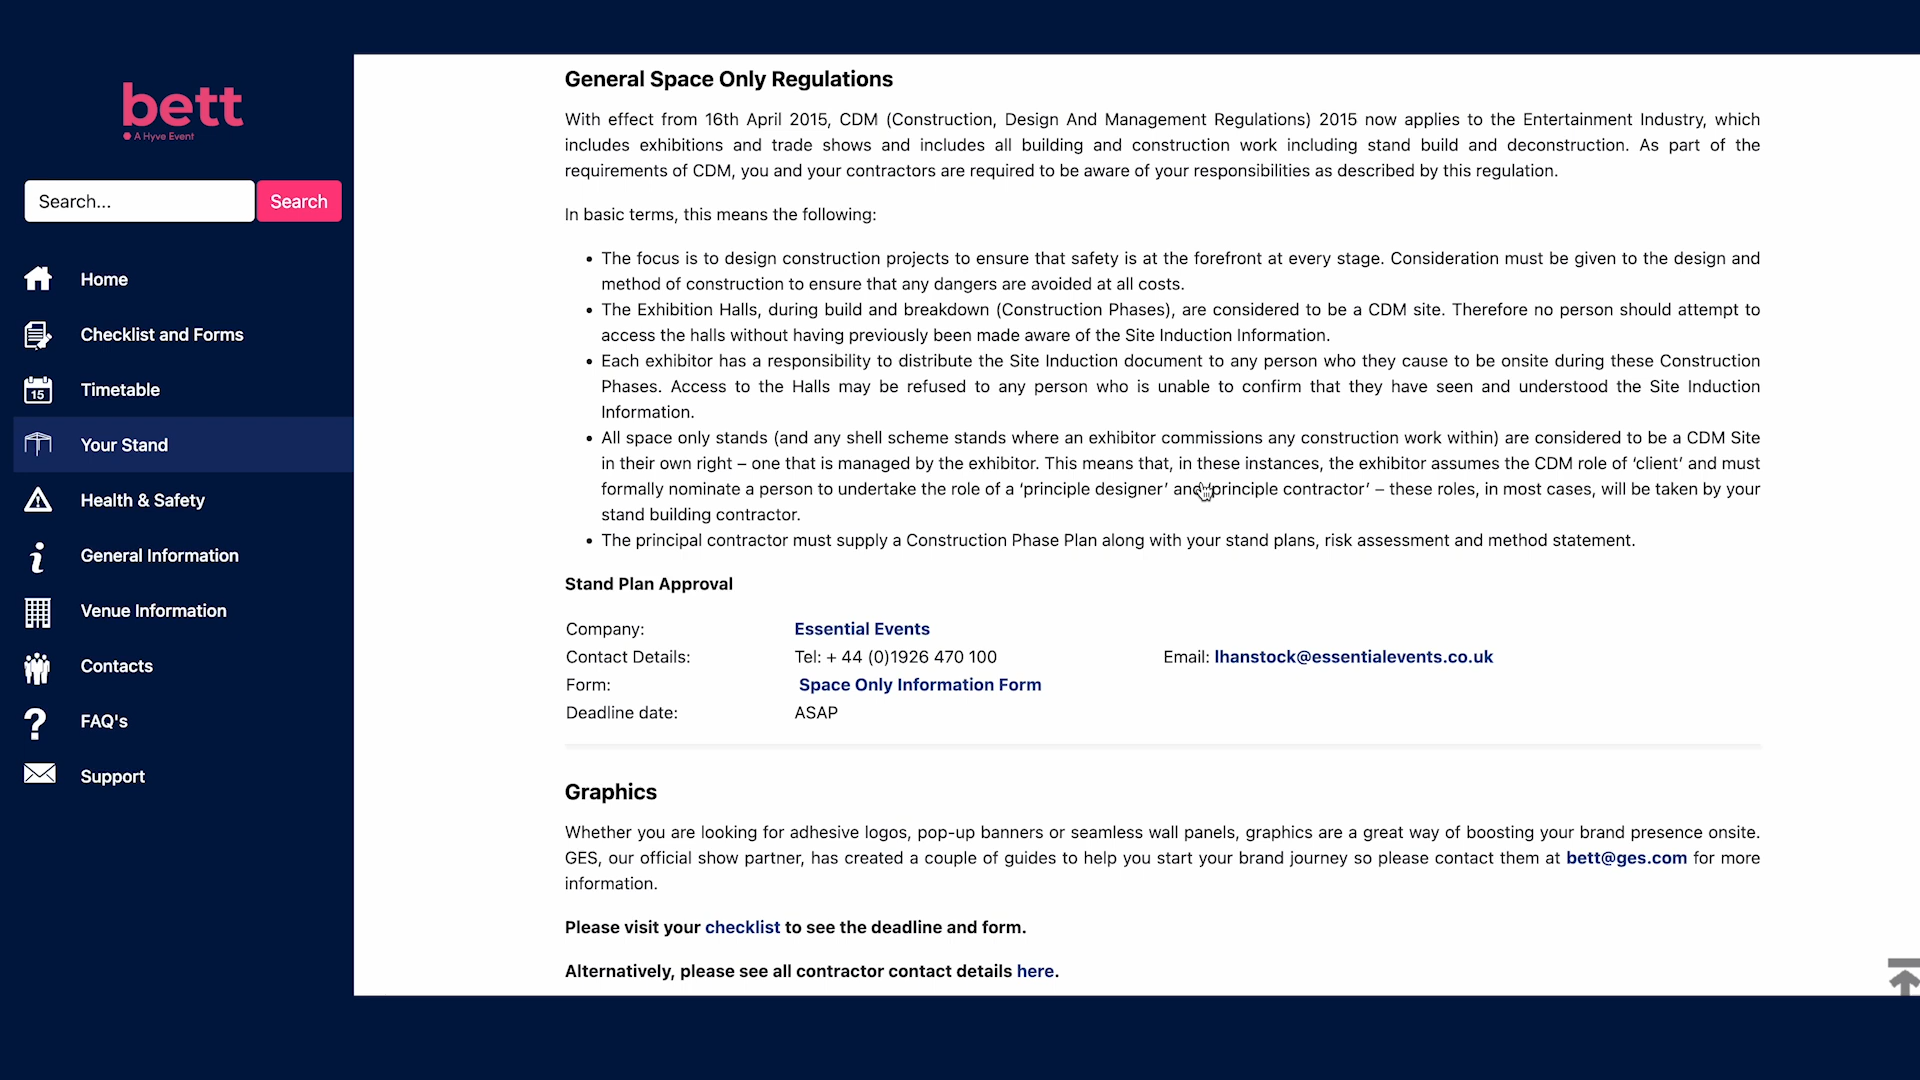 bett
A Hyve Event
Search...
Search
Home
Checklist and Forms
15
Timetable
Your Stand
Health & Safety
General Information
Venue Information
Contacts
FAQ's
Support
General Space Only Regulations
With effect from 16th April 2015, CDM (Construction, Design And Management Regulations) 2015 now applies to the Entertainment Industry, which
includes exhibitions and trade shows and includes all building and construction work including stand build and deconstruction. As part of the
requirements of CDM, you and your contractors are required to be aware of your responsibilities as described by this regulation.
In basic terms, this means the following:
• The focus is to design construction projects to ensure that safety is at the forefront at every stage. Consideration must be given to the design and
method of construction to ensure that any dangers are avoided at all costs.
• The Exhibition Halls, during build and breakdown (Construction Phases), are considered to be a CDM site. Therefore no person should attempt to
access the halls without having previously been made aware of the Site Induction Information.
• Each exhibitor has a responsibility to distribute the Site Induction document to any person who they cause to be onsite during these Construction
Phases. Access to the Halls may be refused to any person who is unable to confirm that they have seen and understood the Site Induction
Information.
• All space only stands (and any shell scheme stands where an exhibitor commissions any construction work within) are considered to be a CDM Site
in their own right – one that is managed by the exhibitor. This means that, in these instances, the exhibitor assumes the CDM role of ‘client’ and must
formally nominate a person to undertake the role of a ‘principle designer’ and ‘principle contractor’ – these roles, in most cases, will be taken by your
stand building contractor.
• The principal contractor must supply a Construction Phase Plan along with your stand plans, risk assessment and method statement.
Stand Plan Approval
Company: Essential Events
Contact Details: Tel: + 44 (0)1926 470 100 Email: lhanstock@essentialevents.co.uk
Form: Space Only Information Form
Deadline date: ASAP
Graphics
Whether you are looking for adhesive logos, pop-up banners or seamless wall panels, graphics are a great way of boosting your brand presence onsite.
GES, our official show partner, has created a couple of guides to help you start your brand journey so please contact them at bett@ges.com for more
information.
Please visit your checklist to see the deadline and form.
Alternatively, please see all contractor contact details here.